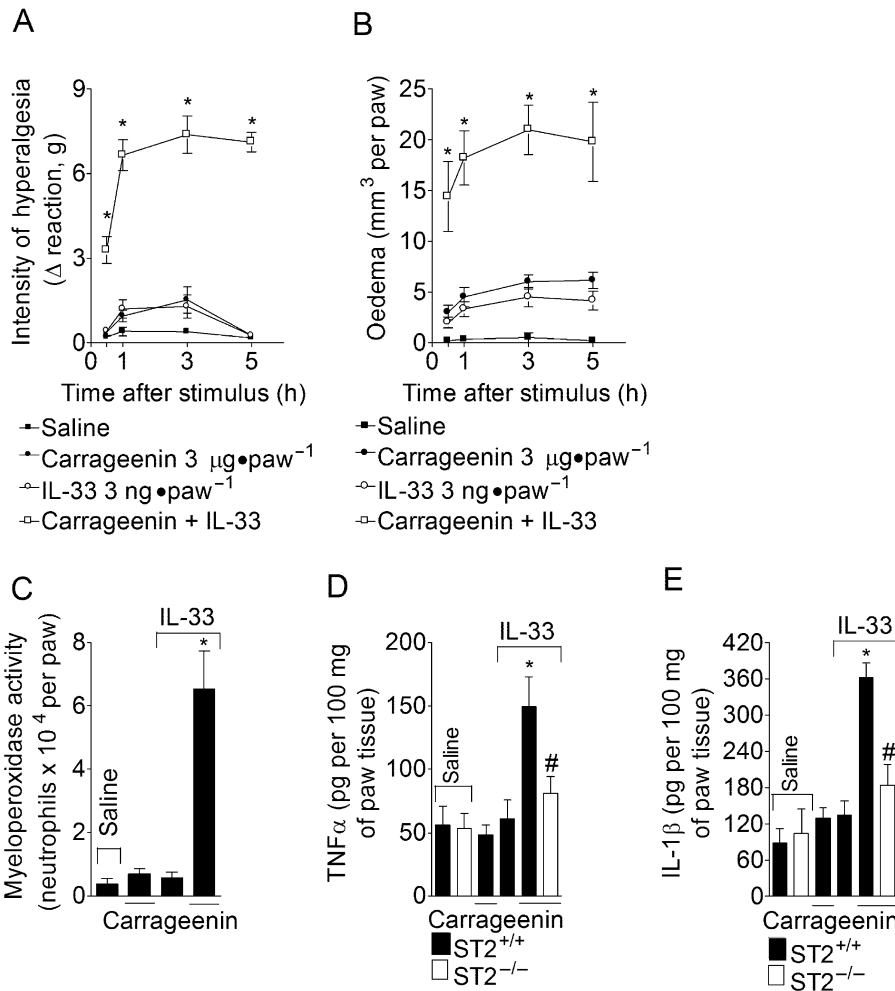 A
B
Intensity of hyperalgesia
(Δ reaction, g)
9
6
3
0
*
*
*
*
0 1 3 5
Time after stimulus (h)
Saline
Carrageenin 3 μg●paw⁻¹
IL-33 3 ng●paw⁻¹
Carrageenin + IL-33
Oedema (mm³ per paw)
25
20
15
10
5
0
*
*
*
*
0 1 3 5
Time after stimulus (h)
Saline
Carrageenin 3 μg●paw⁻¹
IL-33 3 ng●paw⁻¹
Carrageenin + IL-33
C
Myeloperoxidase activity
(neutrophils x 10⁴ per paw)
8
6
4
2
0
Saline
IL-33
*
Carrageenin
D
TNFα (pg per 100 mg
of paw tissue)
200
150
100
50
0
Saline
IL-33
*
#
Carrageenin
ST2⁺/⁺
ST2⁻/⁻
E
IL-1β (pg per 100 mg
of paw tissue)
420
360
300
240
180
120
60
0
Saline
IL-33
*
#
Carrageenin
ST2⁺/⁺
ST2⁻/⁻